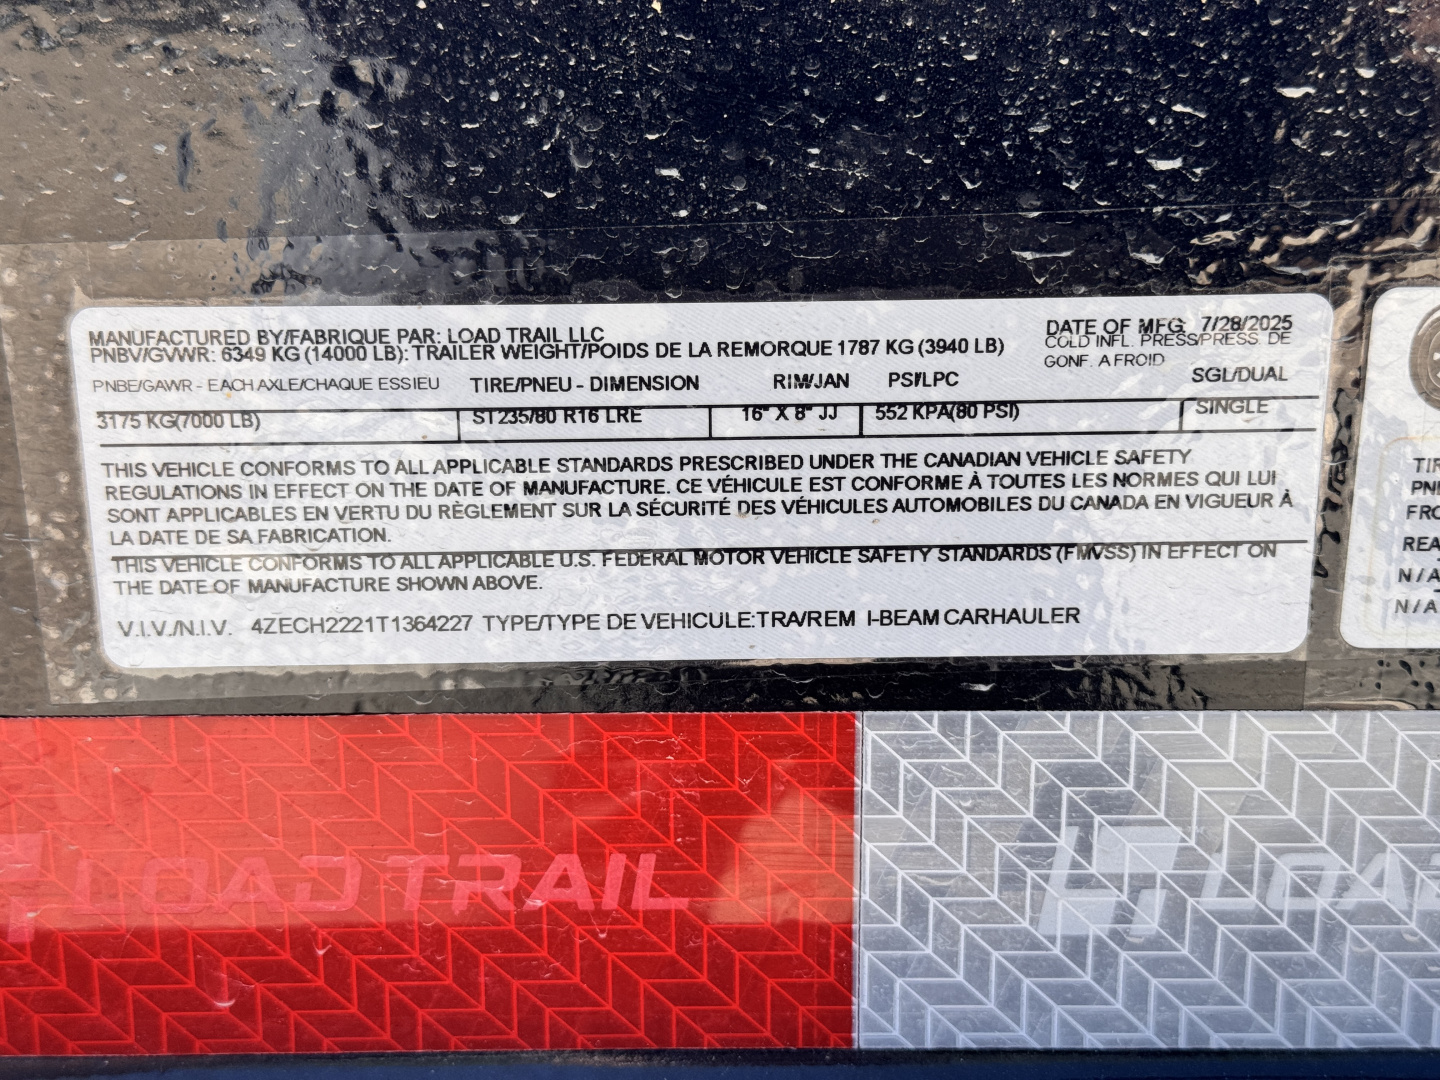 MANUFACTURED BY/FABRIQUE PAR: LOAD TRAIL LLC
DATE OF MFG: 7/28/2025
PNBV/GVWR: 6349 KG (14000 LB): TRAILER WEIGHT/POIDS DE LA REMORQUE 1787 KG (3940 LB)
COLD INFL. PRESS/PRESS. DE
GONF. A FROID
PNBE/GAWR - EACH AXLE/CHAQUE ESSIEU TIRE/PNEU - DIMENSION RIM/JAN PSI/LPC SGL/DUAL
3175 KG(7000 LB) ST235/80 R16 LRE 16" X 8" JJ 552 KPA(80 PSI) SINGLE
THIS VEHICLE CONFORMS TO ALL APPLICABLE STANDARDS PRESCRIBED UNDER THE CANADIAN VEHICLE SAFETY
REGULATIONS IN EFFECT ON THE DATE OF MANUFACTURE. CE VÉHICULE EST CONFORME À TOUTES LES NORMES QUI LUI
SONT APPLICABLES EN VERTU DU RÈGLEMENT SUR LA SÉCURITÉ DES VÉHICULES AUTOMOBILES DU CANADA EN VIGUEUR À
LA DATE DE SA FABRICATION.
THIS VEHICLE CONFORMS TO ALL APPLICABLE U.S. FEDERAL MOTOR VEHICLE SAFETY STANDARDS (FMVSS) IN EFFECT ON
THE DATE OF MANUFACTURE SHOWN ABOVE.
V.I.V./N.I.V. 4ZECH2221T1364227 TYPE/TYPE DE VEHICULE:TRA/REM I-BEAM CARHAULER
TIR
PNE
FRO
REA
N/A
N/A
LOAD TRAIL
LOA